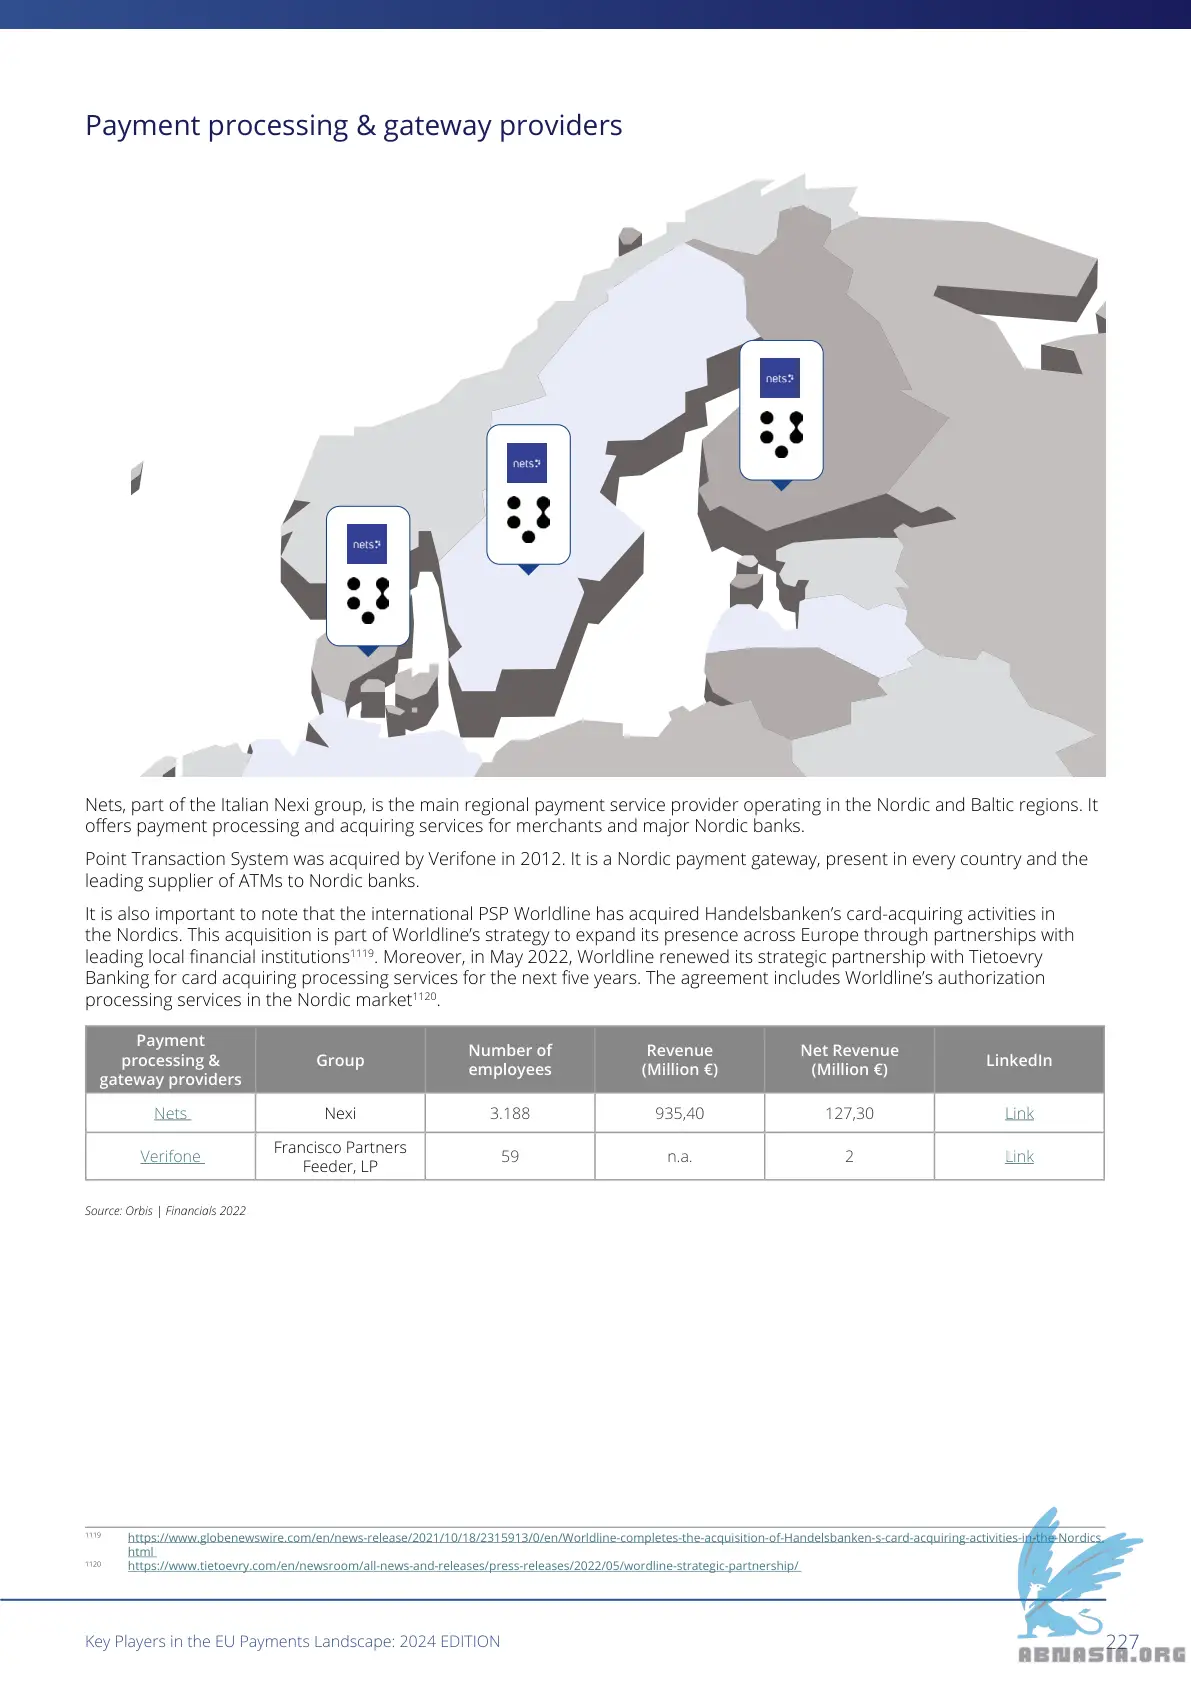 Payment processing & gateway providers
nets
nets
nets
Nets, part of the Italian Nexi group, is the main regional payment service provider operating in the Nordic and Baltic regions. It
offers payment processing and acquiring services for merchants and major Nordic banks.
Point Transaction System was acquired by Verifone in 2012. It is a Nordic payment gateway, present in every country and the
leading supplier of ATMs to Nordic banks.
It is also important to note that the international PSP Worldline has acquired Handelsbanken’s card-acquiring activities in
the Nordics. This acquisition is part of Worldline’s strategy to expand its presence across Europe through partnerships with
leading local financial institutions1119. Moreover, in May 2022, Worldline renewed its strategic partnership with Tietoevry
Banking for card acquiring processing services for the next five years. The agreement includes Worldline’s authorization
processing services in the Nordic market1120.
Payment processing & gateway providers Group Number of employees Revenue (Million €) Net Revenue (Million €) LinkedIn
Nets Nexi 3.188 935,40 127,30 Link
Verifone Francisco Partners Feeder, LP 59 n.a. 2 Link
Source: Orbis | Financials 2022
1119 https://www.globenewswire.com/en/news-release/2021/10/18/2315913/0/en/Worldline-completes-the-acquisition-of-Handelsbanken-s-card-acquiring-activities-in-the-Nordics.
html
1120 https://www.tietoevry.com/en/newsroom/all-news-and-releases/press-releases/2022/05/wordline-strategic-partnership/
Key Players in the EU Payments Landscape: 2024 EDITION
227
ABNASIA.ORG